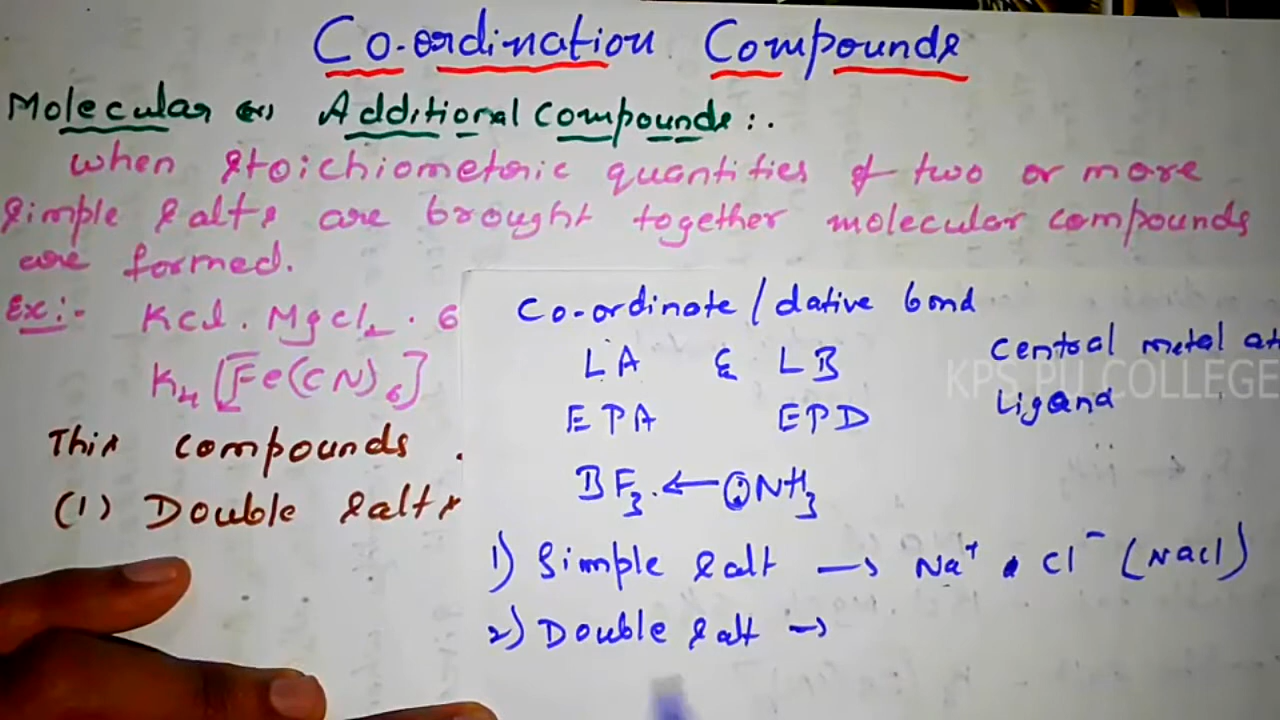 Co-ordination Compounds
Molecular (or) Additional Compounds:.
When Stoichiometric quantities of two or more
Simple Salts are brought together molecular compounds
are formed.
Ex:- KCl . MgCl2 . 6
K4 [Fe(CN)6]
This compounds .
(1) Double Salts
Co-ordinate / dative bond
LA & LB
EPA EPD
BF3 ← :NH3
Central metal at
Ligand
KPS PU COLLEGE
1) Simple Salt → Na+ . Cl- (NaCl)
2) Double Salt →